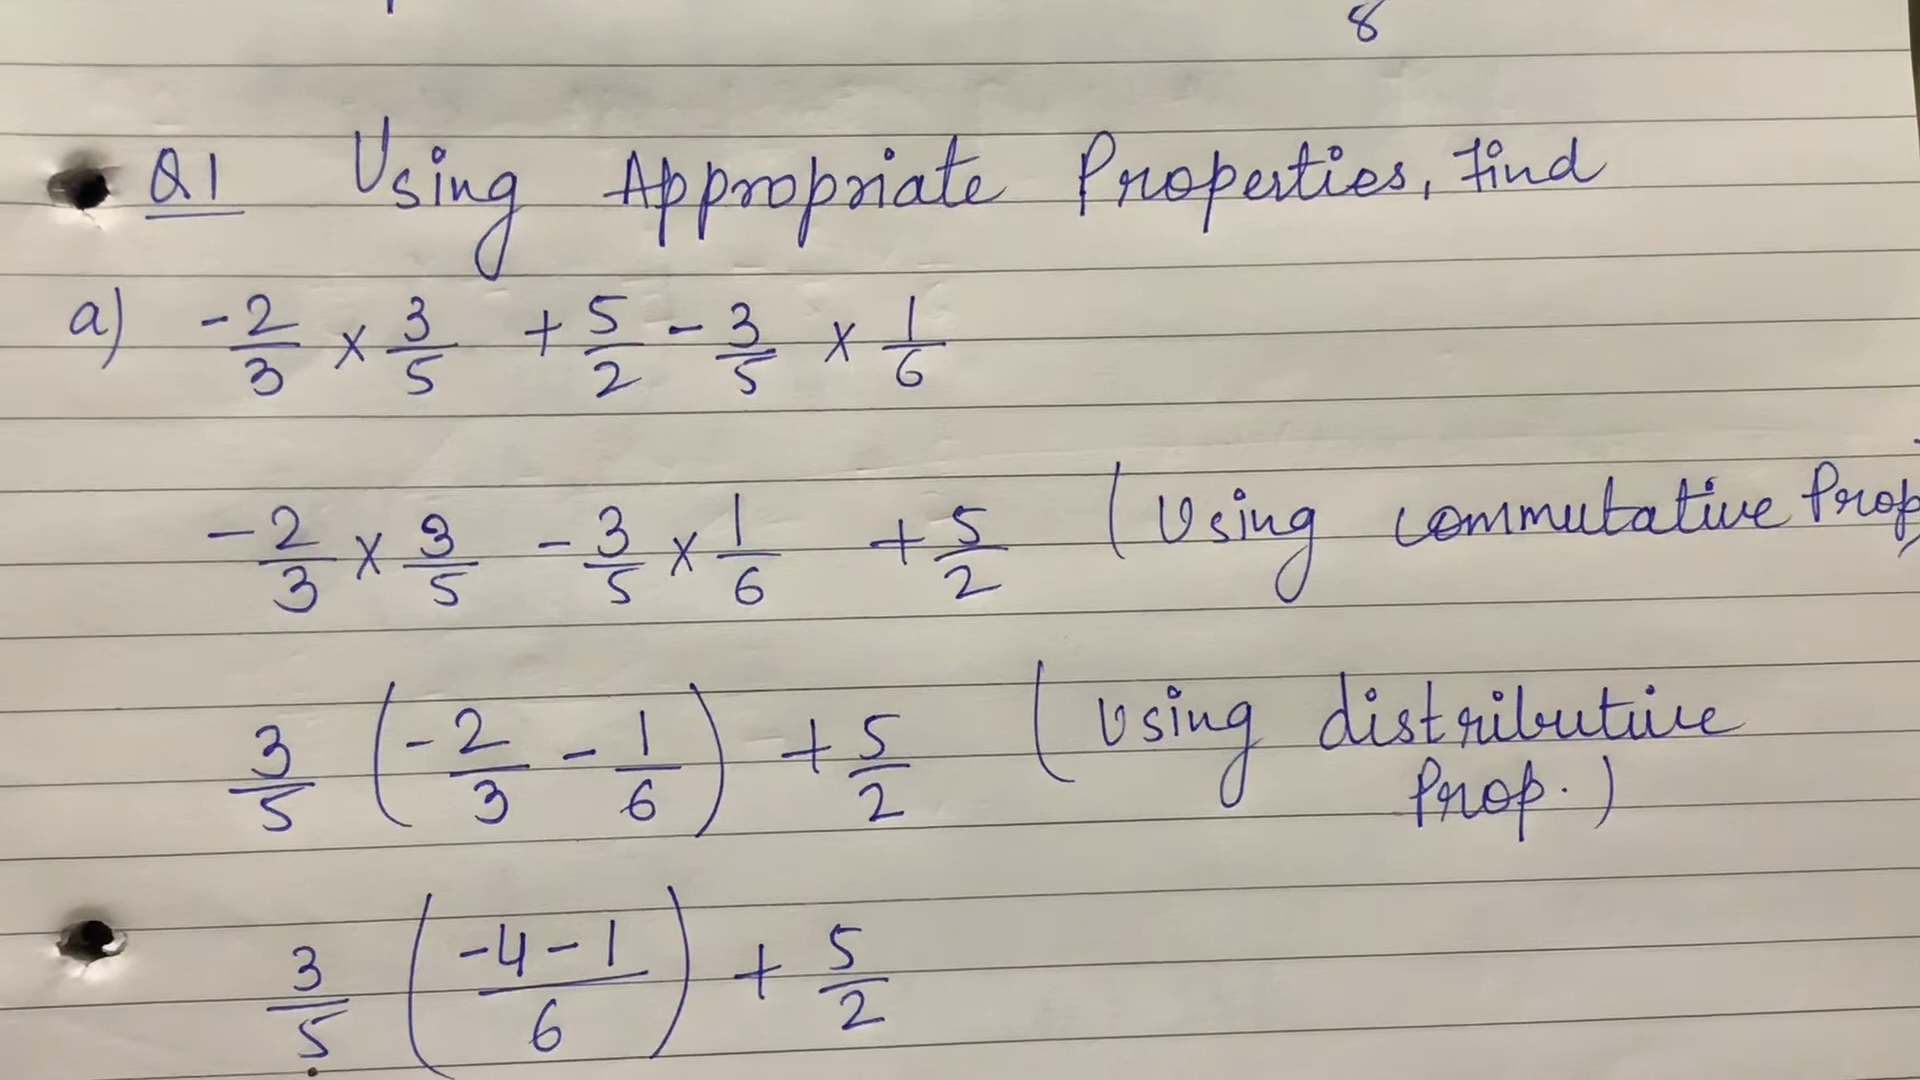 8
Q1 Using Appropriate Properties, find
a) -2/3 × 3/5 + 5/2 - 3/5 × 1/6
-2/3 × 3/5 - 3/5 × 1/6 + 5/2 (Using commutative Prop
3/5 (-2/3 - 1/6) + 5/2 (Using distributive
Prop.)
3/5 (-4-1/6) + 5/2